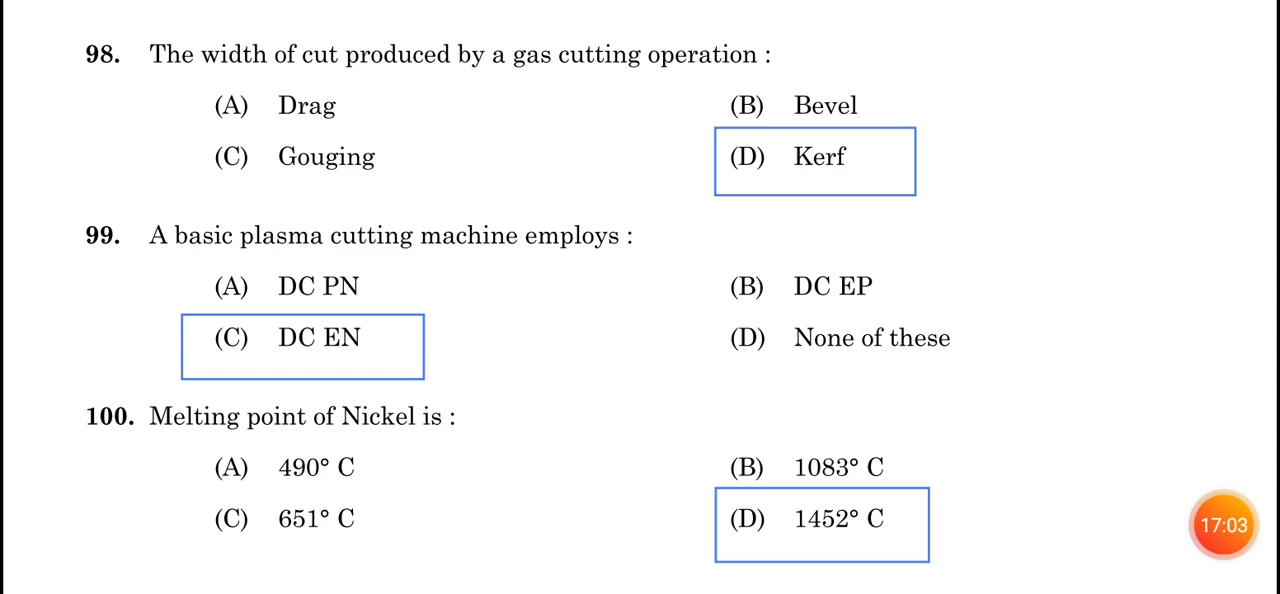 98. The width of cut produced by a gas cutting operation :
(A) Drag (B) Bevel
(C) Gouging (D) Kerf
99. A basic plasma cutting machine employs :
(A) DC PN (B) DC EP
(C) DC EN (D) None of these
100. Melting point of Nickel is :
(A) 490° C (B) 1083° C
(C) 651° C (D) 1452° C
17:03